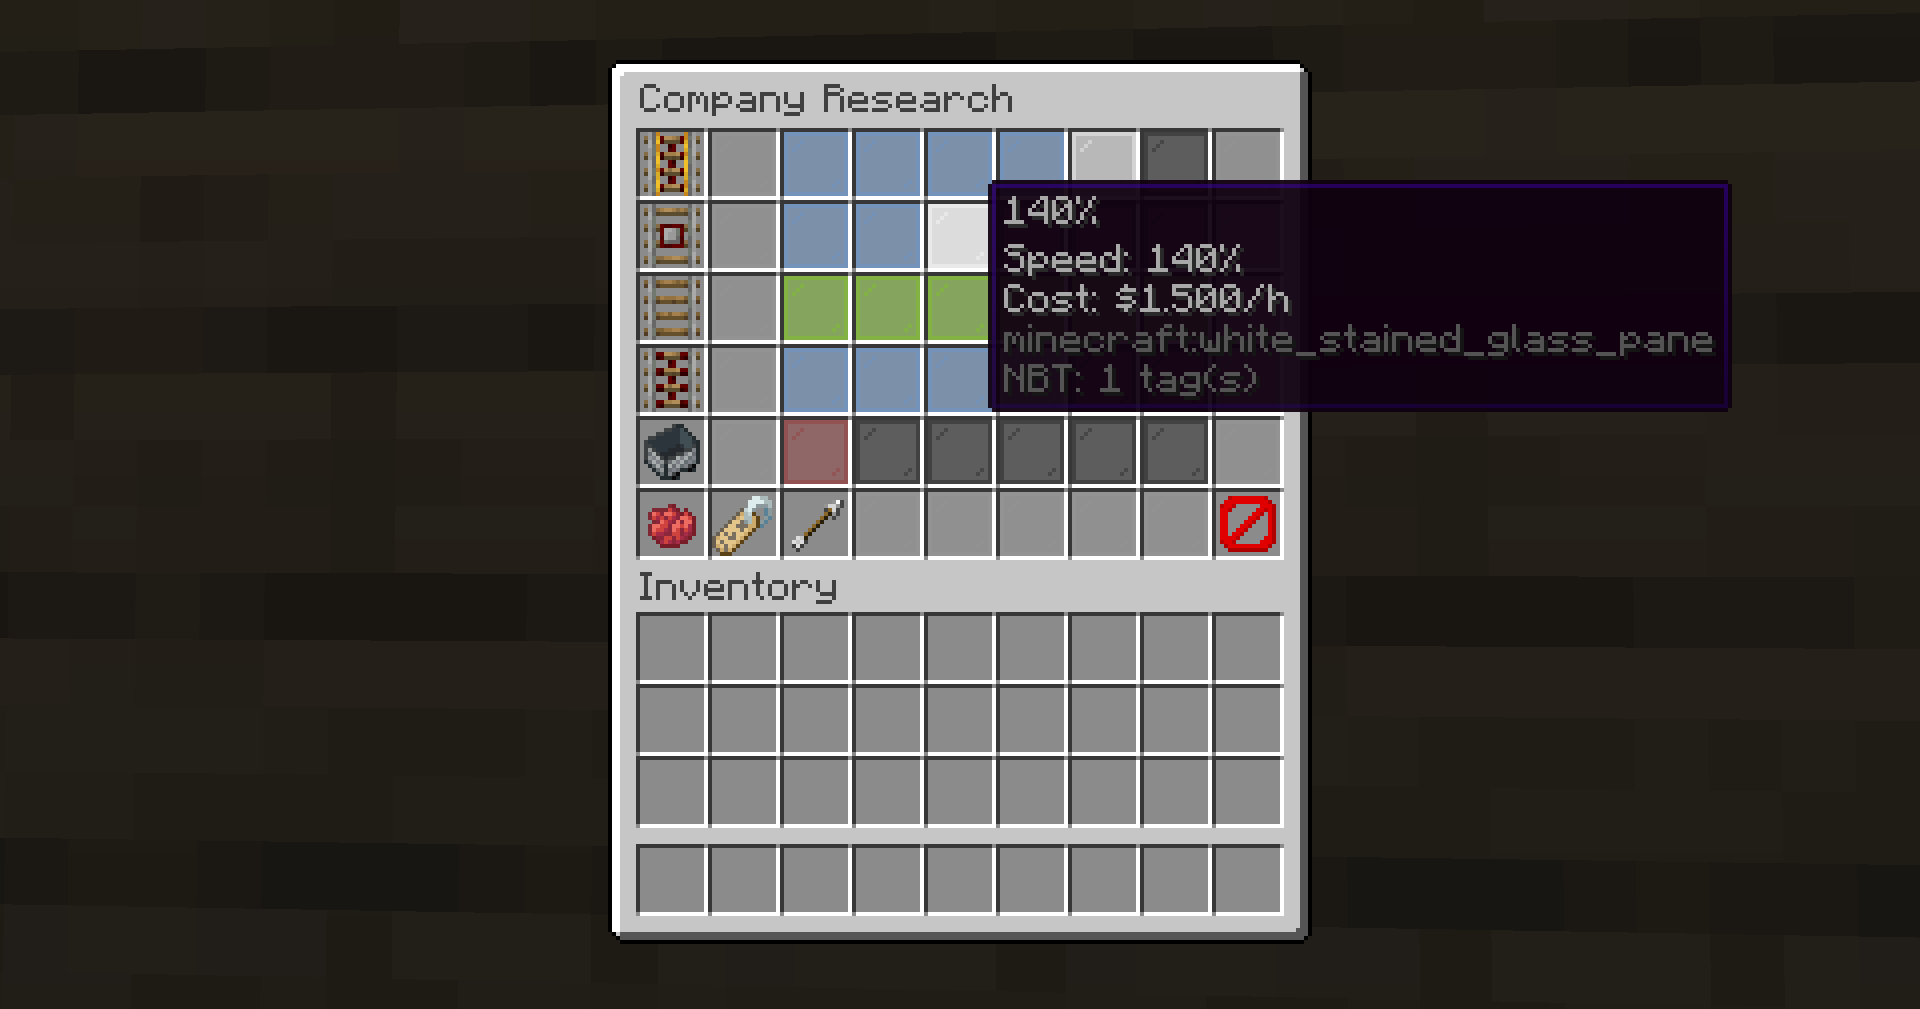 Company Research
140%
Speed: 140%
Cost: $1.500/h
minecraft:white_stained_glass_pane
NBT: 1 tag(s)
Inventory